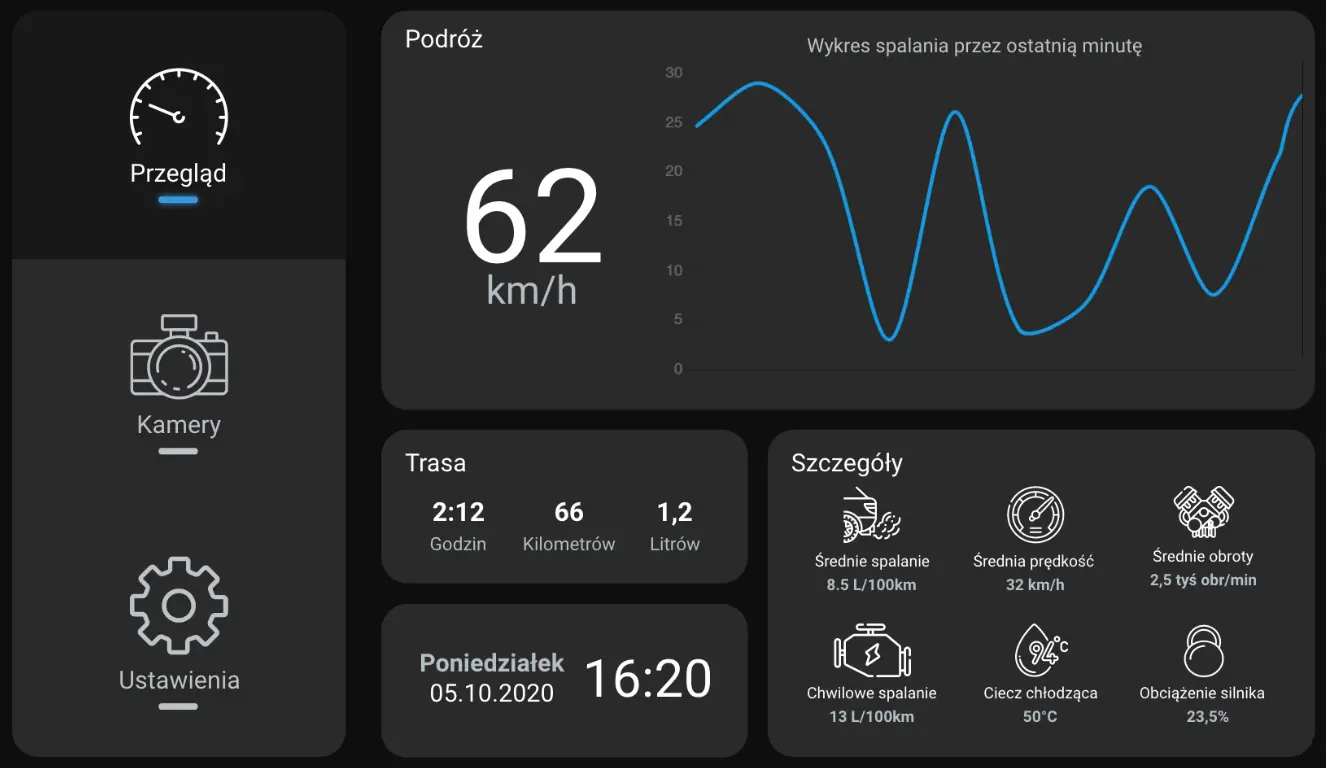 Przegląd
Kamery
Ustawienia
Podróż
62
km/h
Wykres spalania przez ostatnią minutę
30
25
20
15
10
5
0
Trasa
2:12 66 1,2
Godzin Kilometrów Litrów
Poniedziałek
05.10.2020
16:20
Szczegóły
Średnie spalanie Średnia prędkość Średnie obroty
8.5 L/100km 32 km/h 2,5 tyś obr/min
94°C
Chwilowe spalanie Ciecz chłodząca Obciążenie silnika
13 L/100km 50°C 23,5%